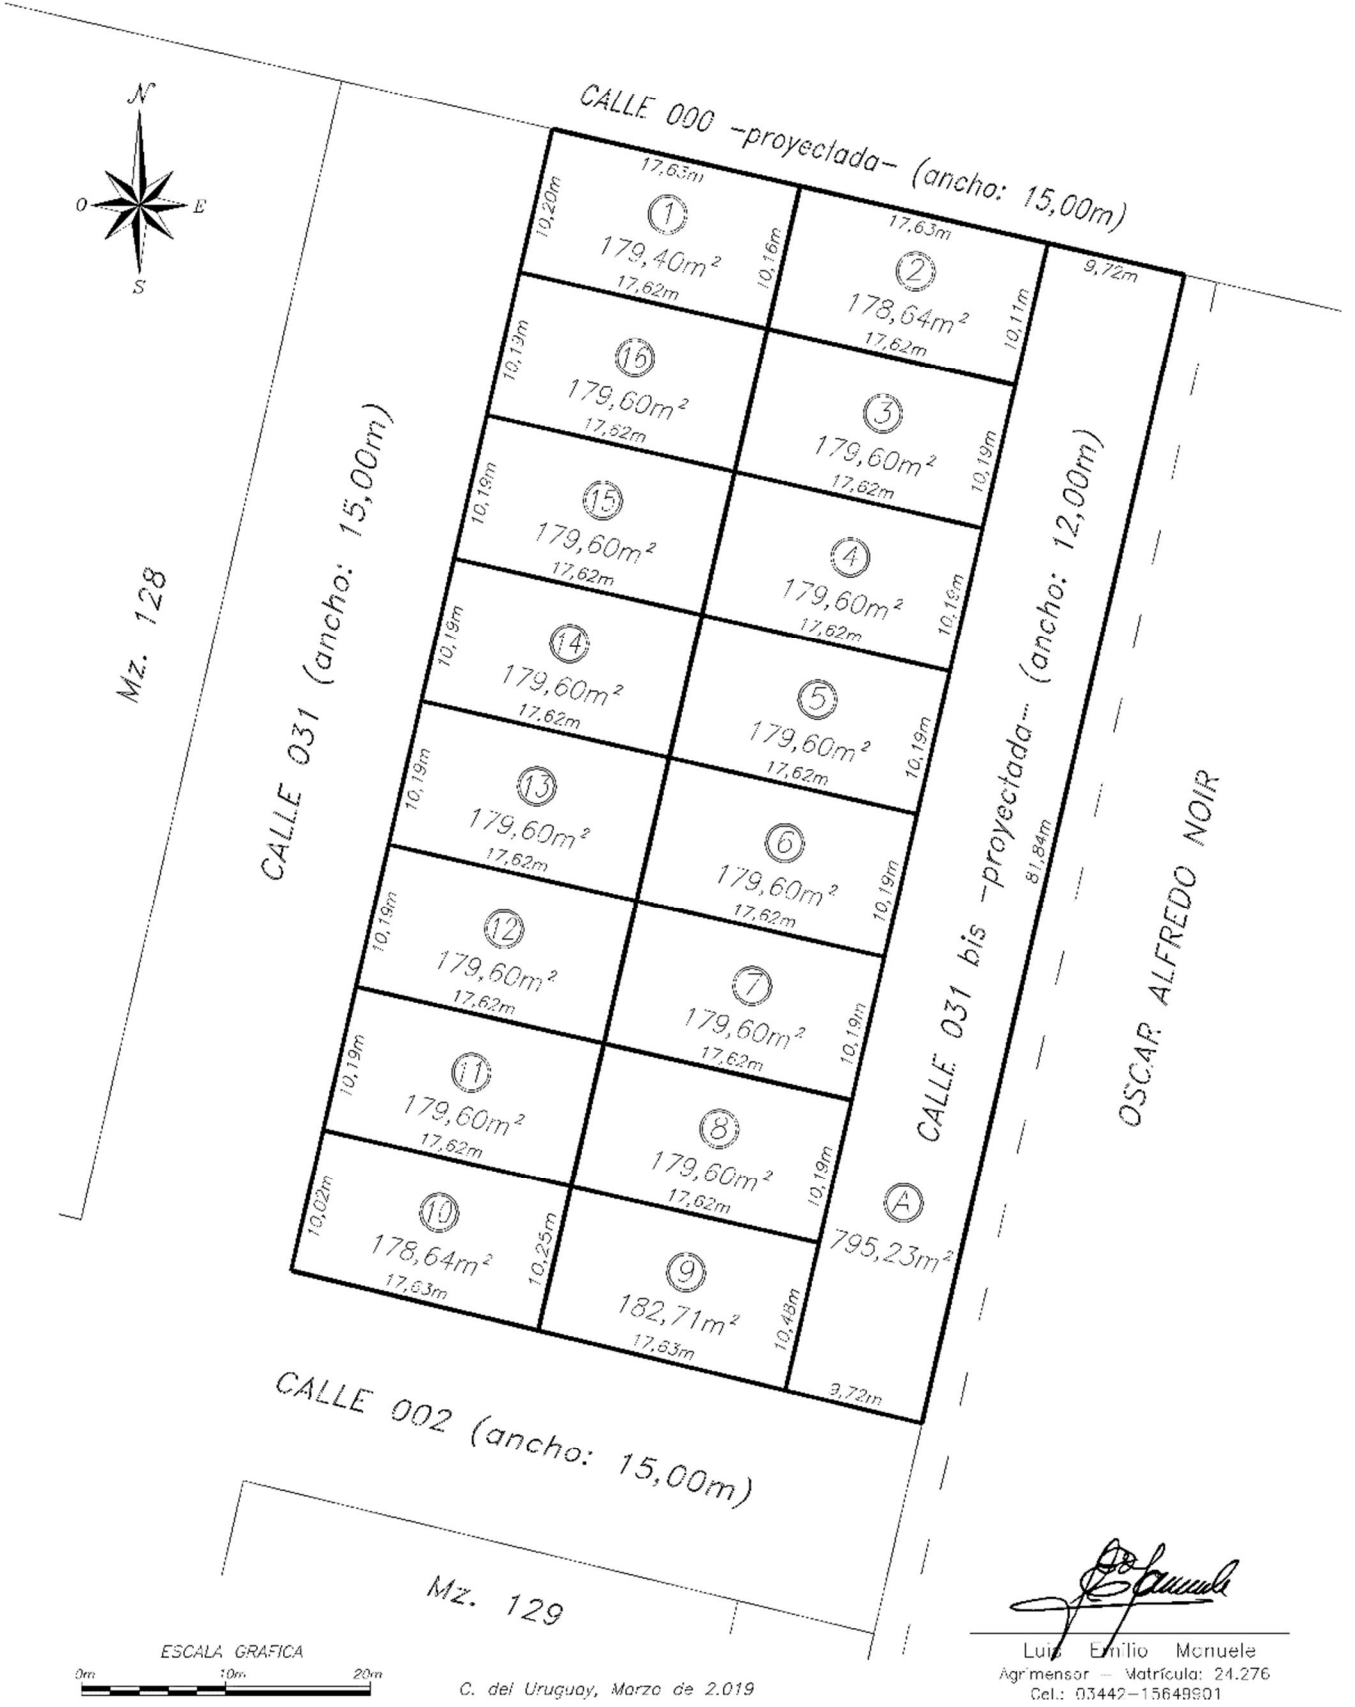 N
O
E
S
CALLE 000 -proyectada- (ancho: 15,00m)
17,63m
10,20m
1
179,40m²
10,16m
17,62m
17,63m
2
178,64m²
10,11m
17,62m
9,72m
10,19m
16
179,60m²
17,62m
3
179,60m²
10,19m
17,62m
10,19m
15
179,60m²
17,62m
4
179,60m²
10,19m
17,62m
10,19m
14
179,60m²
17,62m
5
179,60m²
10,19m
17,62m
10,19m
13
179,60m²
17,62m
6
179,60m²
10,19m
17,62m
10,19m
12
179,60m²
17,62m
7
179,60m²
10,19m
17,62m
10,19m
11
179,60m²
17,62m
8
179,60m²
10,19m
17,62m
10,02m
10
178,64m²
10,25m
17,63m
9
182,71m²
10,48m
17,63m
A
795,23m²
9,72m
81,84m
Mz. 128
CALLE 031 (ancho: 15,00m)
CALLE 031 bis -proyectada- (ancho: 12,00m)
OSCAR ALFREDO NOIR
CALLE 002 (ancho: 15,00m)
Mz. 129
ESCALA GRAFICA
0m 10m 20m
C. del Uruguay, Marzo de 2.019
Luis Emilio Manuele
Agrimensor - Matrícula: 24.276
Cel.: 03442-15649901